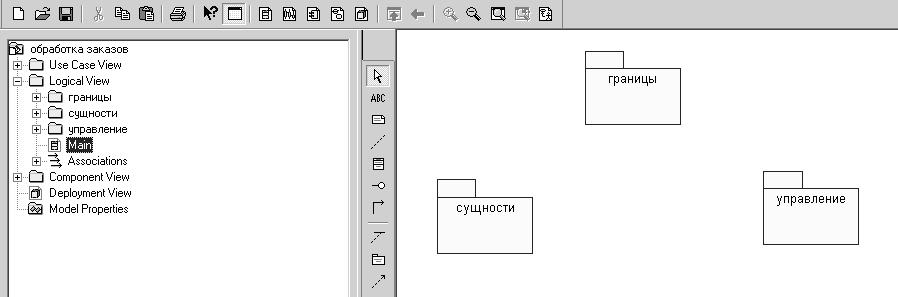 обработка заказов
Use Case View
Logical View
границы
сущности
управление
Main
Associations
Component View
Deployment View
Model Properties
ABC
границы
сущности
управление